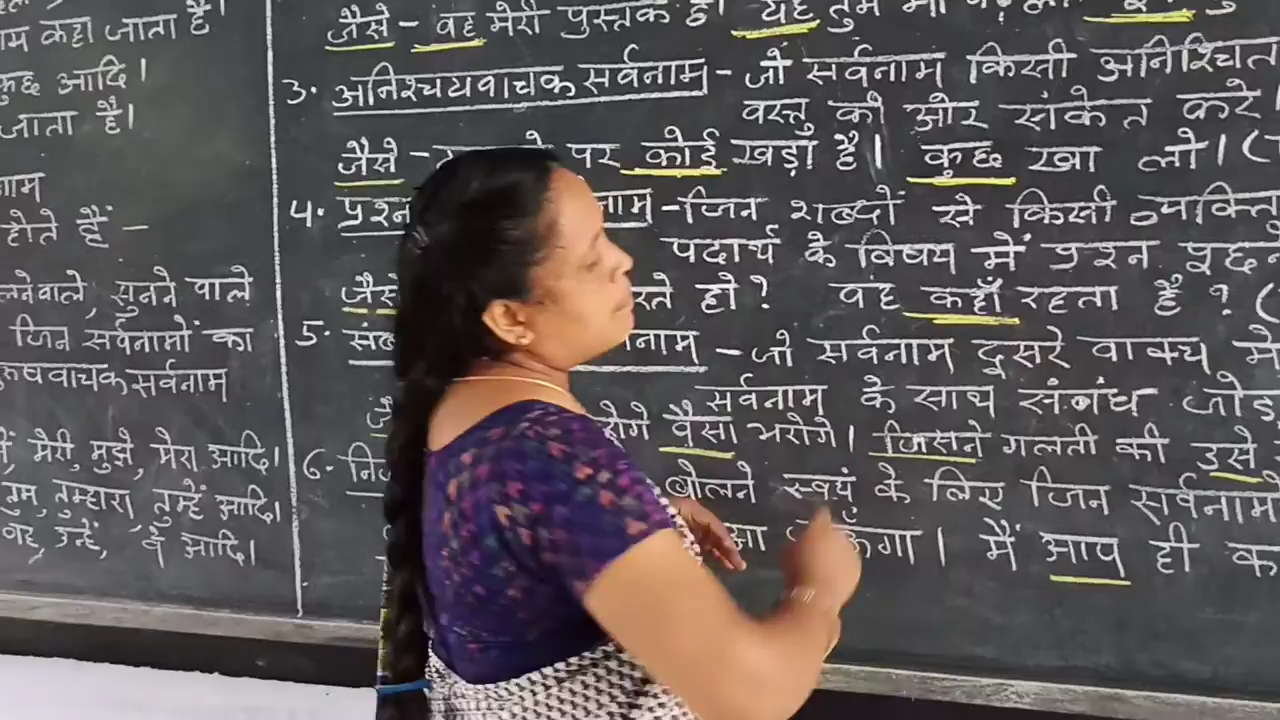 कहा जाता है।
कुछ आदि।
जाता है।
होते हैं -
सुनने वाले
जिन सर्वनामों का
पुरुषवाचक सर्वनाम
मैं, मेरी, मुझे, मेरा आदि।
तुम, तुम्हारा, तुम्हें आदि।
वह, उन्हें, वे आदि।
जैसे - वह मेरी पुस्तक है। यह तुम
3. अनिश्चयवाचक सर्वनाम - जो सर्वनाम किसी अनिश्चित
वस्तु की ओर संकेत करे।
जैसे - पर कोई खड़ा है। कुछ खा लो। (
4. प्रश्न नाम - जिन शब्दों से किसी व्यक्ति
पदार्थ के विषय में प्रश्न पूछने
जैसे रते हो? वह कहाँ रहता है? (
5. संब नाम - जो सर्वनाम दूसरे वाक्य में
सर्वनाम के साथ संबंध जोड़
वैसा भरोगे। जिसने गलती की उसे
6. निज बोलने स्वयं के लिए जिन सर्वनामों
आ ऊँगा। मैं आप ही क